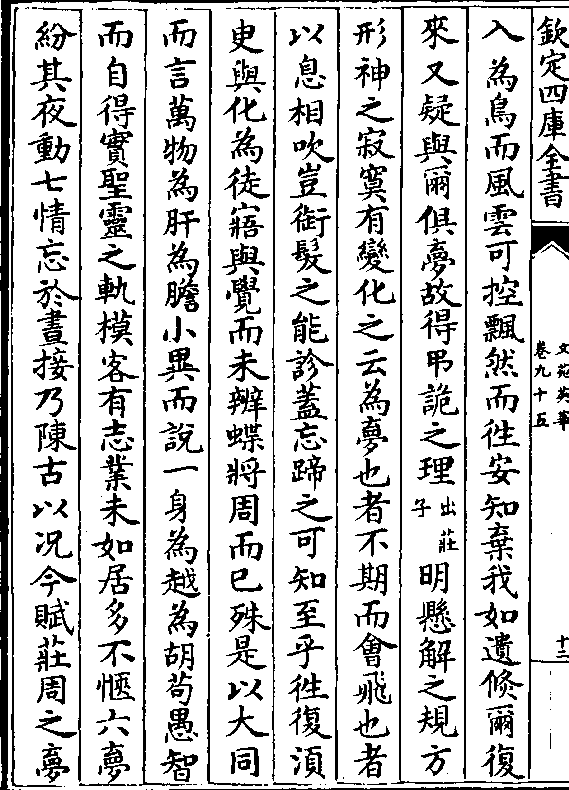 欽定四庫全書
文苑英華
卷九十五
十三
入為鳥而風雲可控飄然而徃安知棄我如遺倏爾復
來又疑與爾俱夢故得弔詭之理出莊子明懸解之規方
形神之寂寞有變化之云為夢也者不期而會飛也者
以息相吹豈銜髮之能診蓋忘蹄之可知至乎徃復湏
㬰與化為徒寤與覺而未辨蝶將周而已殊是以大同
而言萬物為肝為膽小異而說一身為越為胡茍愚智
而自得實聖靈之軌模客有志業未如居多不愜六夢
紛其夜動七情忘於晝接乃陳古以况今賦莊周之夢